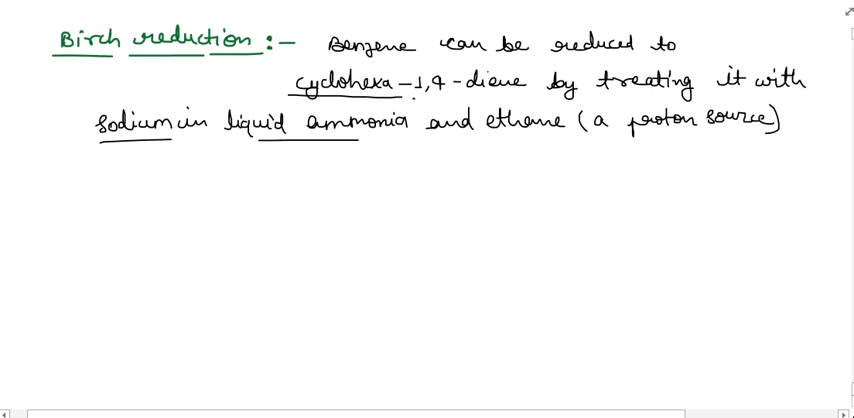 Birch reduction :- Benzene can be reduced to
cyclohexa-1,4-diene by treating it with
sodium in liquid ammonia and ethane (a proton source)